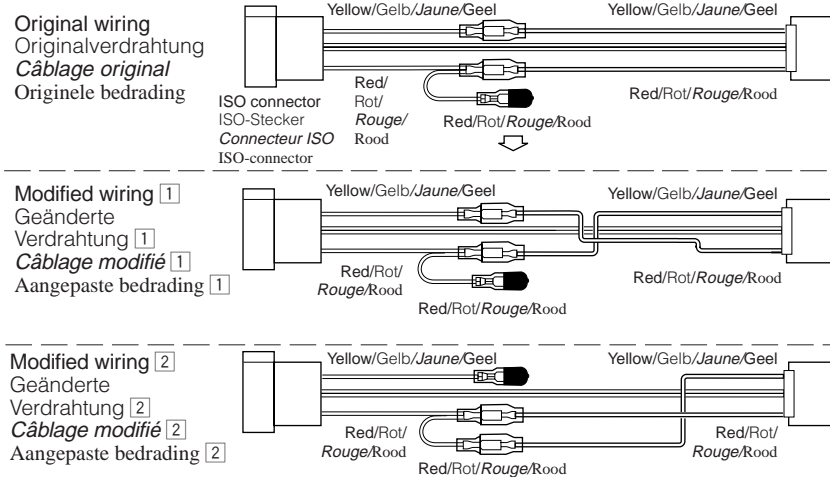 Original wiring
Originalverdrahtung
Câblage original
Originele bedrading
Yellow/Gelb/Jaune/Geel
Yellow/Gelb/Jaune/Geel
ISO connector
ISO-Stecker
Connecteur ISO
ISO-connector
Red/
Rot/
Rouge/
Rood
Red/Rot/Rouge/Rood
Red/Rot/Rouge/Rood
Modified wiring 1
Geänderte
Verdrahtung 1
Câblage modifié 1
Aangepaste bedrading 1
Yellow/Gelb/Jaune/Geel
Yellow/Gelb/Jaune/Geel
Red/Rot/
Rouge/Rood
Red/Rot/Rouge/Rood
Red/Rot/Rouge/Rood
Modified wiring 2
Geänderte
Verdrahtung 2
Câblage modifié 2
Aangepaste bedrading 2
Yellow/Gelb/Jaune/Geel
Yellow/Gelb/Jaune/Geel
Red/Rot/
Rouge/Rood
Red/Rot/Rouge/Rood
Red/Rot/
Rouge/Rood